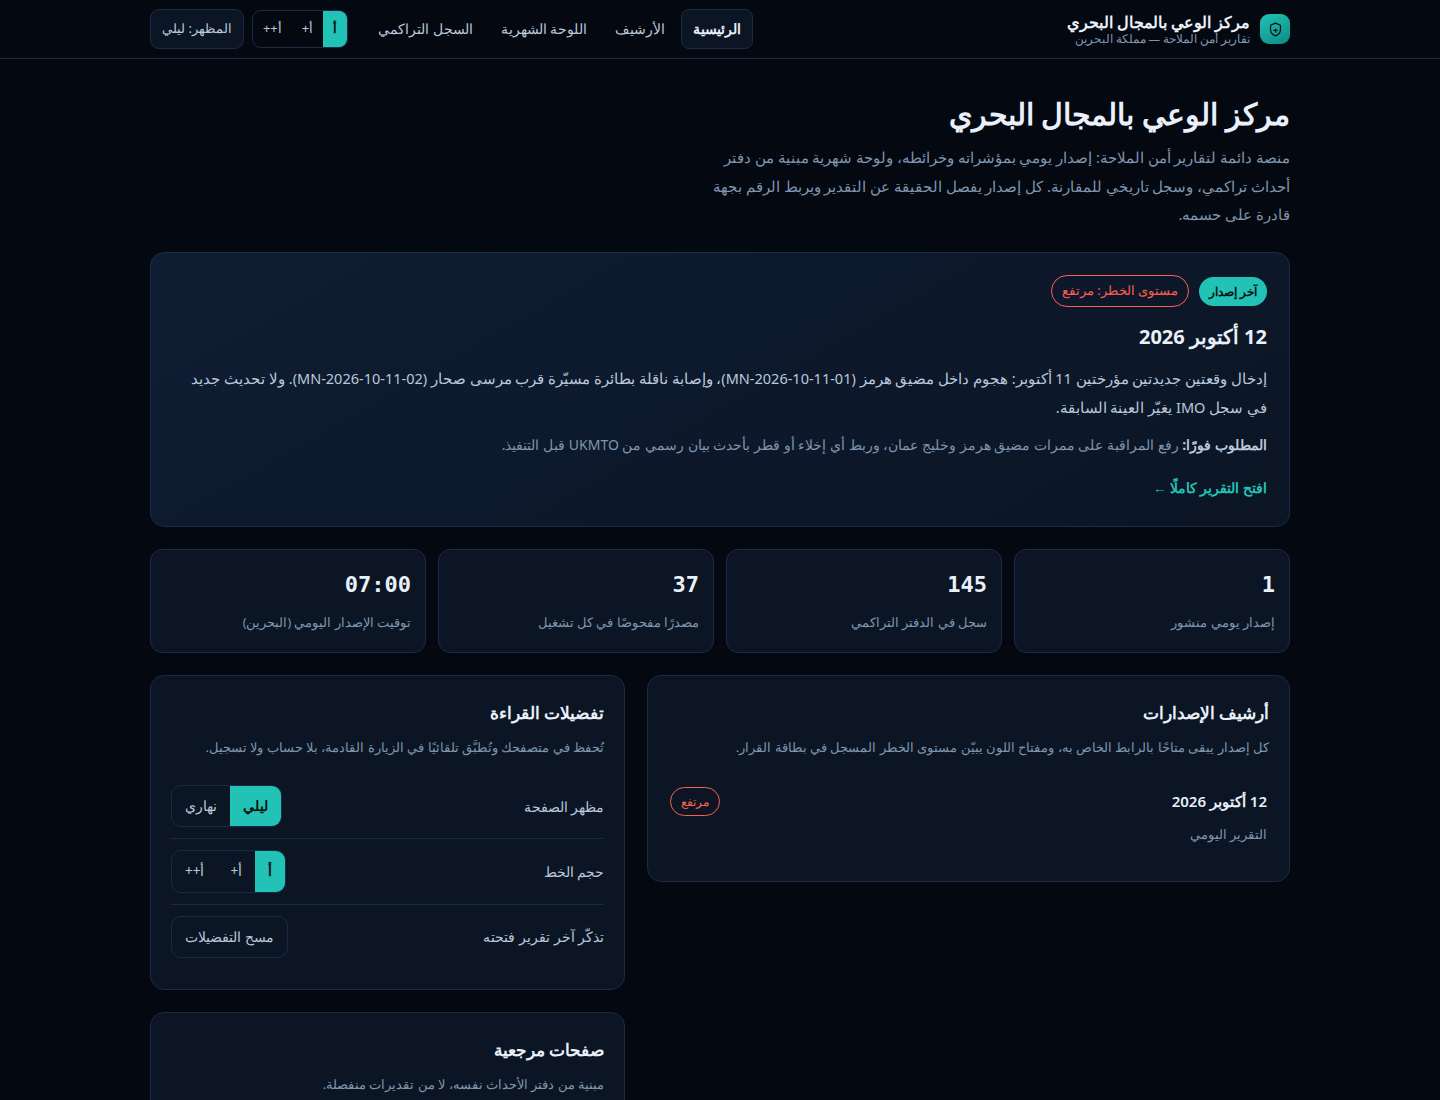 مركز الوعي بالمجال البحري
تقارير أمن الملاحة — مملكة البحرين
الرئيسية
الأرشيف
اللوحة الشهرية
السجل التراكمي
أ
أ+
أ++
المظهر: ليلي
مركز الوعي بالمجال البحري
منصة دائمة لتقارير أمن الملاحة: إصدار يومي بمؤشراته وخرائطه، ولوحة شهرية مبنية من دفتر
أحداث تراكمي، وسجل تاريخي للمقارنة. كل إصدار يفصل الحقيقة عن التقدير ويربط الرقم بجهة
قادرة على حسمه.
آخر إصدار
مستوى الخطر: مرتفع
12 أكتوبر 2026
إدخال وقعتين جديدتين مؤرختين 11 أكتوبر: هجوم داخل مضيق هرمز (MN-2026-10-11-01)، وإصابة ناقلة بطائرة مسيّرة قرب مرسى صحار (MN-2026-10-11-02). ولا تحديث جديد
في سجل IMO يغيّر العينة السابقة.
المطلوب فورًا: رفع المراقبة على ممرات مضيق هرمز وخليج عمان، وربط أي إخلاء أو قطر بأحدث بيان رسمي من UKMTO قبل التنفيذ.
افتح التقرير كاملًا ←
1
إصدار يومي منشور
145
سجل في الدفتر التراكمي
37
مصدرًا مفحوصًا في كل تشغيل
07:00
توقيت الإصدار اليومي (البحرين)
أرشيف الإصدارات
كل إصدار يبقى متاحًا بالرابط الخاص به، ومفتاح اللون يبيّن مستوى الخطر المسجل في بطاقة القرار.
12 أكتوبر 2026
مرتفع
التقرير اليومي
تفضيلات القراءة
تُحفظ في متصفحك وتُطبَّق تلقائيًا في الزيارة القادمة، بلا حساب ولا تسجيل.
مظهر الصفحة
ليلي
نهاري
حجم الخط
أ
أ+
أ++
تذكّر آخر تقرير فتحته
مسح التفضيلات
صفحات مرجعية
مبنية من دفتر الأحداث نفسه، لا من تقديرات منفصلة.